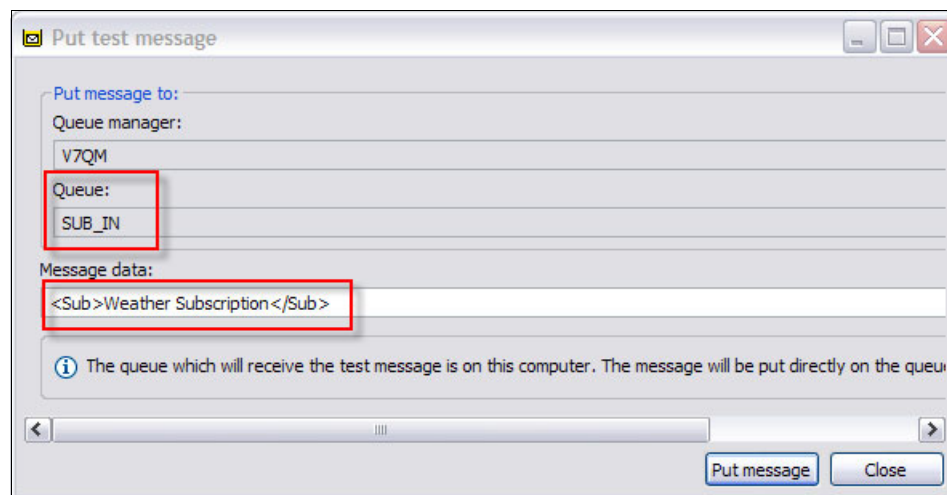 Put test message
Put message to:
Queue manager:
V7QM
Queue:
SUB_IN
Message data:
<Sub>Weather Subscription</Sub>
The queue which will receive the test message is on this computer. The message will be put directly on the queu
Put message
Close